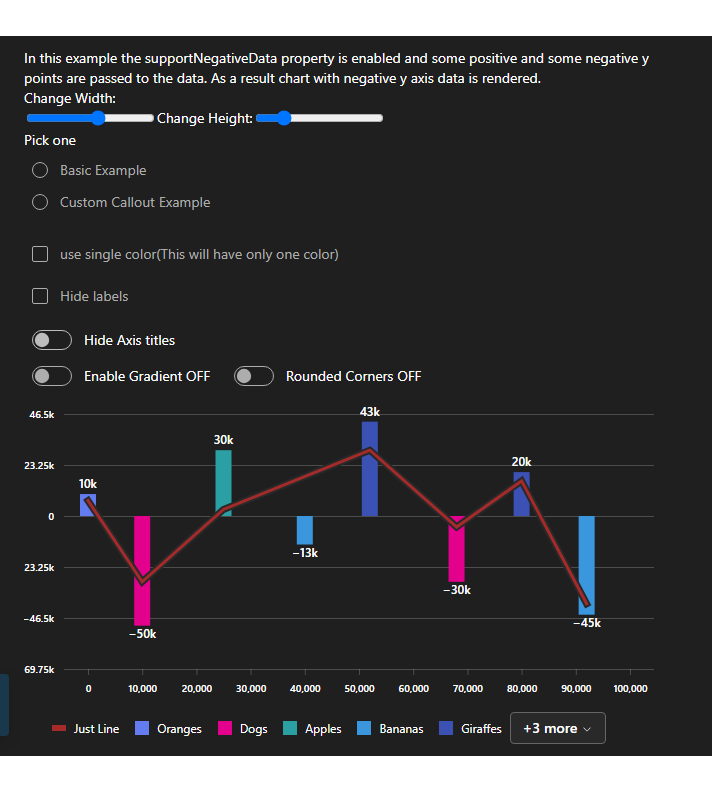 In this example the supportNegativeData property is enabled and some positive and some negative y
points are passed to the data. As a result chart with negative y axis data is rendered.
Change Width:
Change Height:
Pick one
Basic Example
Custom Callout Example
use single color(This will have only one color)
Hide labels
Hide Axis titles
Enable Gradient OFF Rounded Corners OFF
46.5k
23.25k
0
23.25k
−46.5k
69.75k
10k
−50k
30k
−13k
43k
−30k
20k
−45k
0 10,000 20,000 30,000 40,000 50,000 60,000 70,000 80,000 90,000 100,000
Just Line Oranges Dogs Apples Bananas Giraffes +3 more